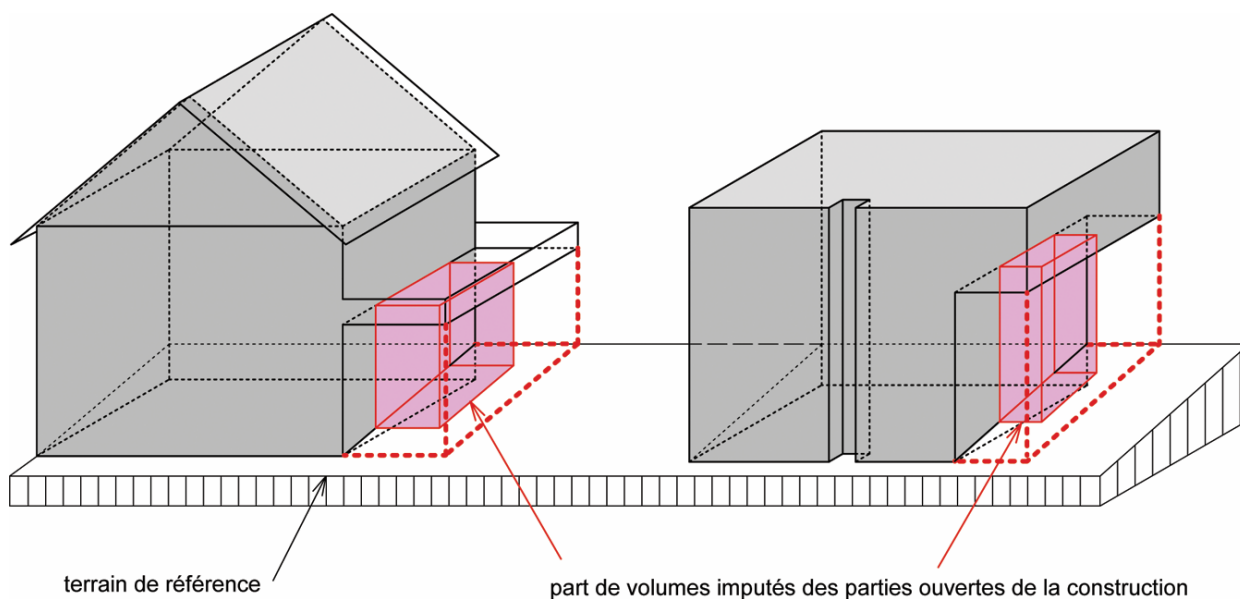 terrain de référence
part de volumes imputés des parties ouvertes de la construction